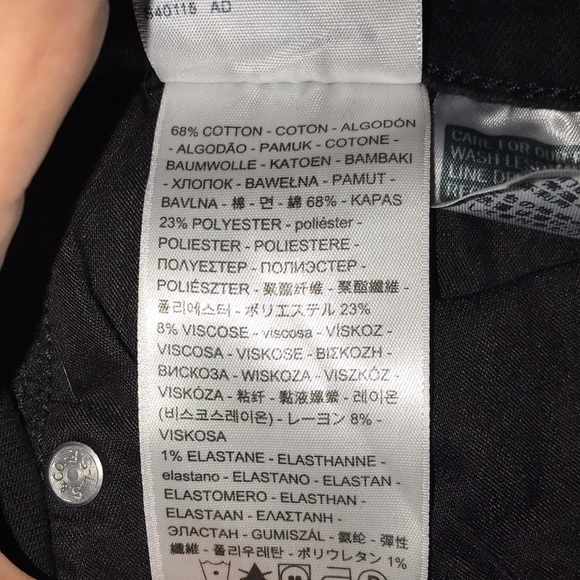 640116 AD
68% COTTON - COTON - ALGODÓN
- ALGODÃO - PAMUK - COTONE -
BAUMWOLLE - KATOEN - BAMBAKI
- ХЛОПОК - BAWEŁNA - PAMUT -
BAVLNA - 棉 - 면 - 綿 68% - KAPAS
23% POLYESTER - poliéster -
POLIESTER - POLIESTERE -
ΠΟΛΥΕΣΤΕΡ - ПОЛИЭСТЕР -
POLIÉSZTER - 聚酯纤维 - 聚酯纖維 -
폴리에스터 - ポリエステル 23%
8% VISCOSE - viscosa - VÍSKOZ -
VISCOSA - VISKOSE - ΒΙΣΚΟΖΗ -
ВИСКОЗА - WISKOZA - VISZKÓZ -
VISKÓZA - 粘纤 - 黏液嫘縈 - 레이온
(비스코스레이온) - レーヨン 8% -
VISKOSA
1% ELASTANE - ELASTHANNE -
elastano - ELASTANO - ELASTAN -
ELASTOMERO - ELASTHAN -
ELASTAAN - ΕΛΑΣΤΑΝΗ -
ЭЛАСТАН - GUMISZÁL - 氨纶 - 彈性
纖維 - 폴리우레탄 - ポリウレタン 1%
CARE FOR OUR
WASH LESS
LINE DRY